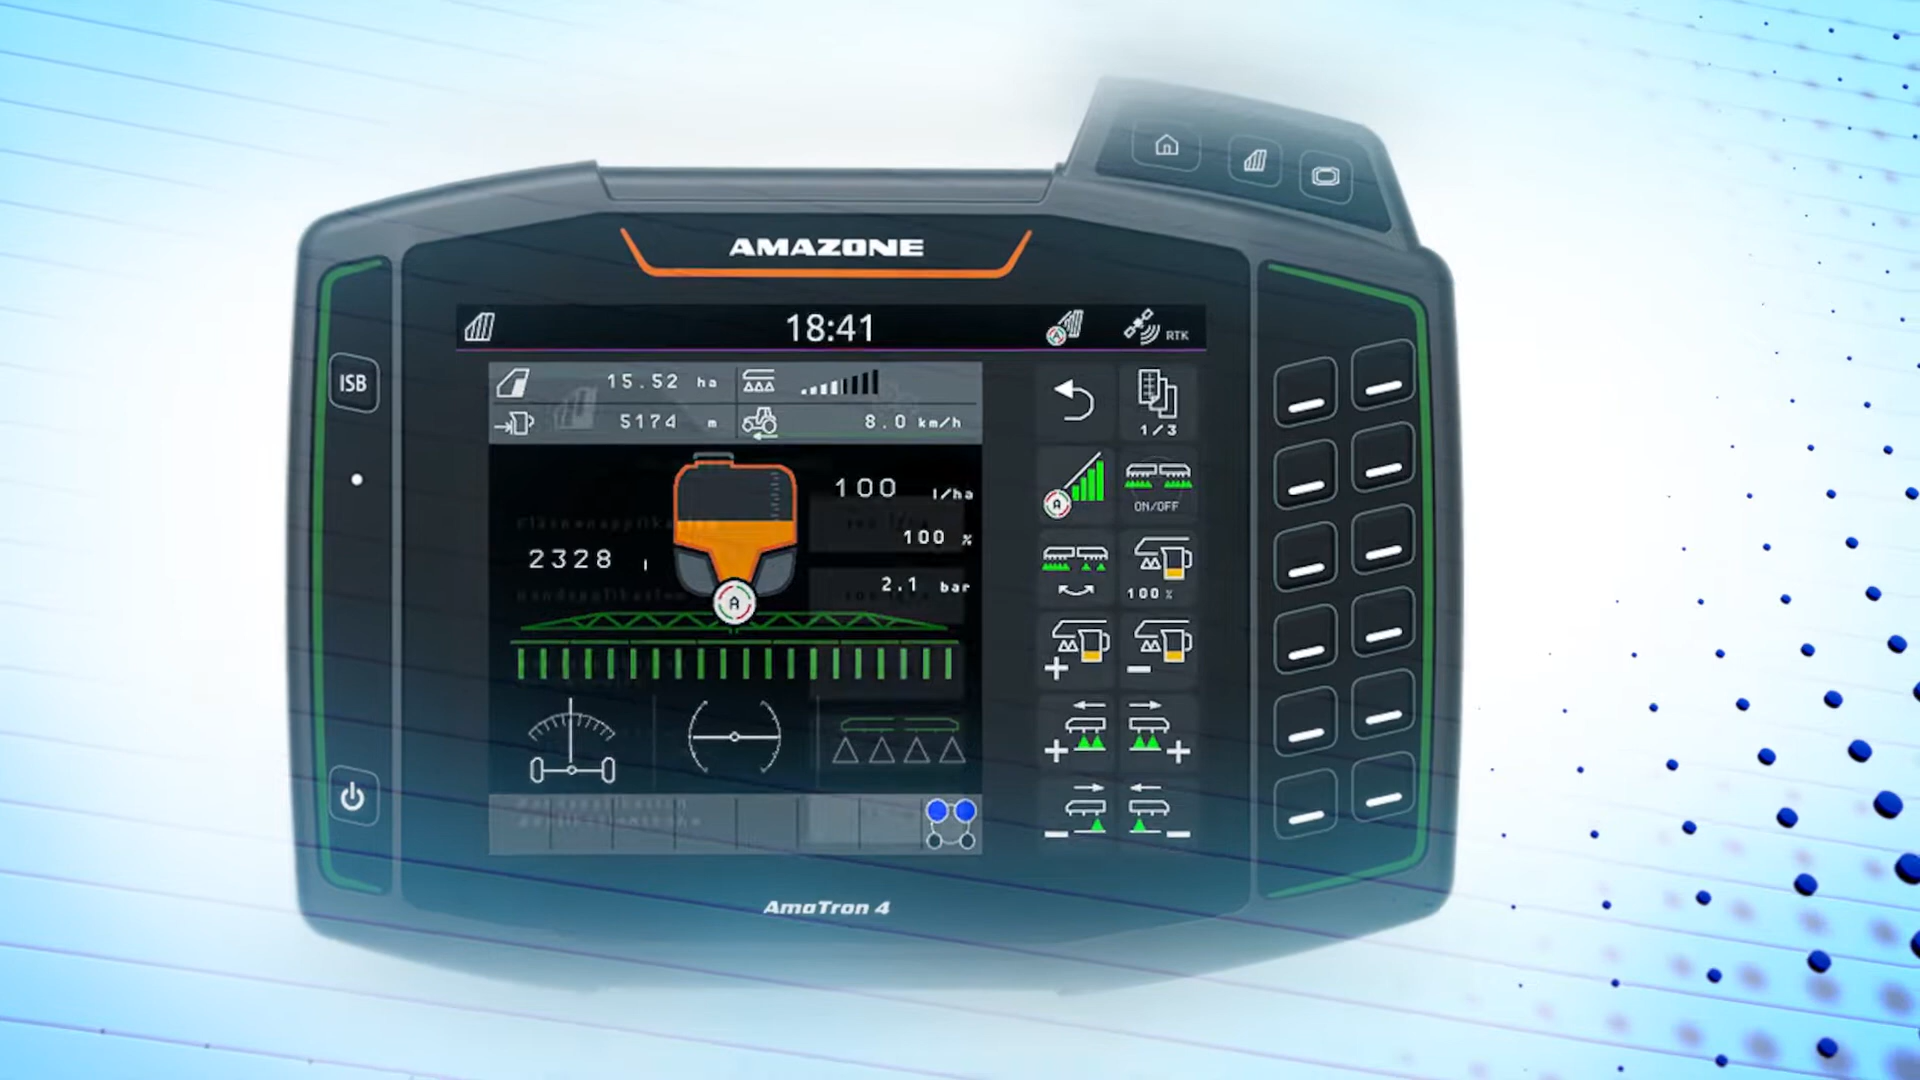 AMAZONE
18:41
RTK
15.52 ha
5174 m
8.0 km/h
1/3
ISB
100 l/ha
100 %
2328 l
2.1 bar
A
A
A
ON/OFF
100 %
AmaTron 4